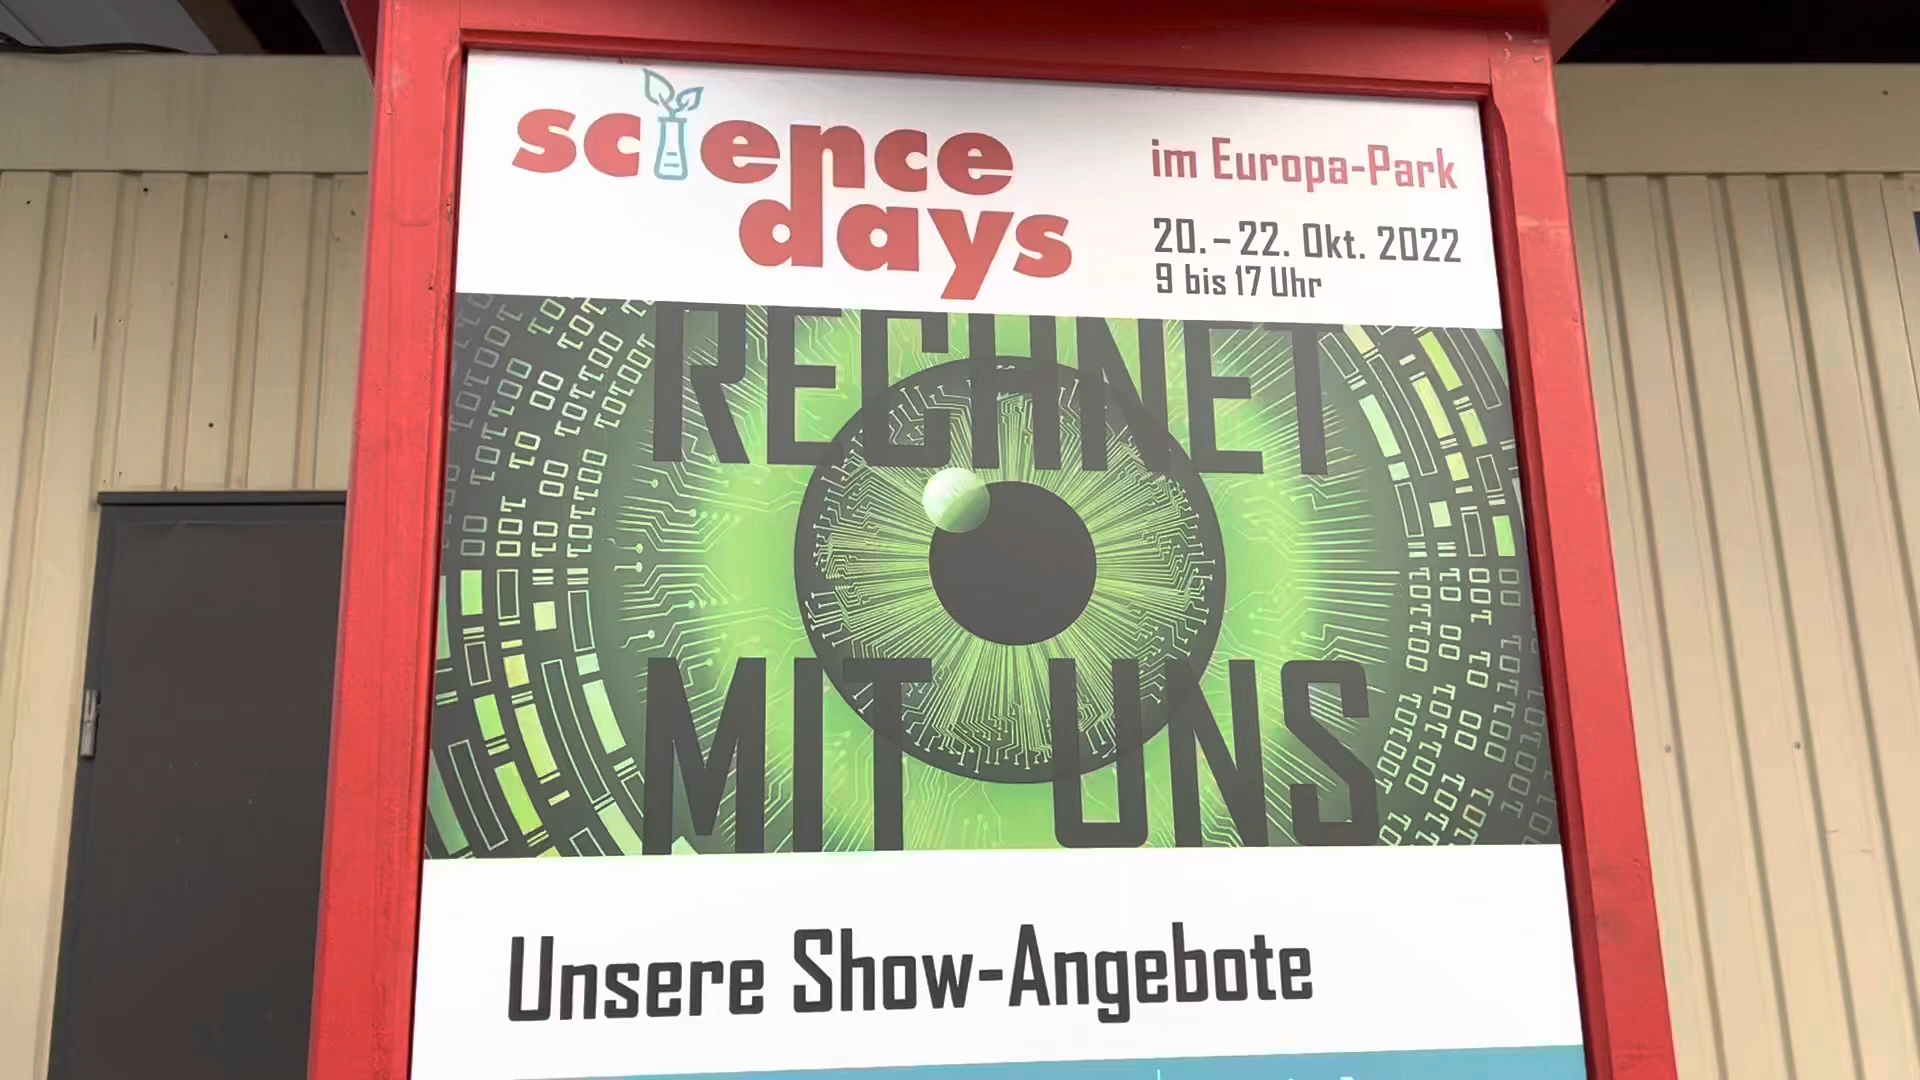 science
days
im Europa-Park
20. – 22. Okt. 2022
9 bis 17 Uhr
RECHNET
MIT UNS
Unsere Show-Angebote